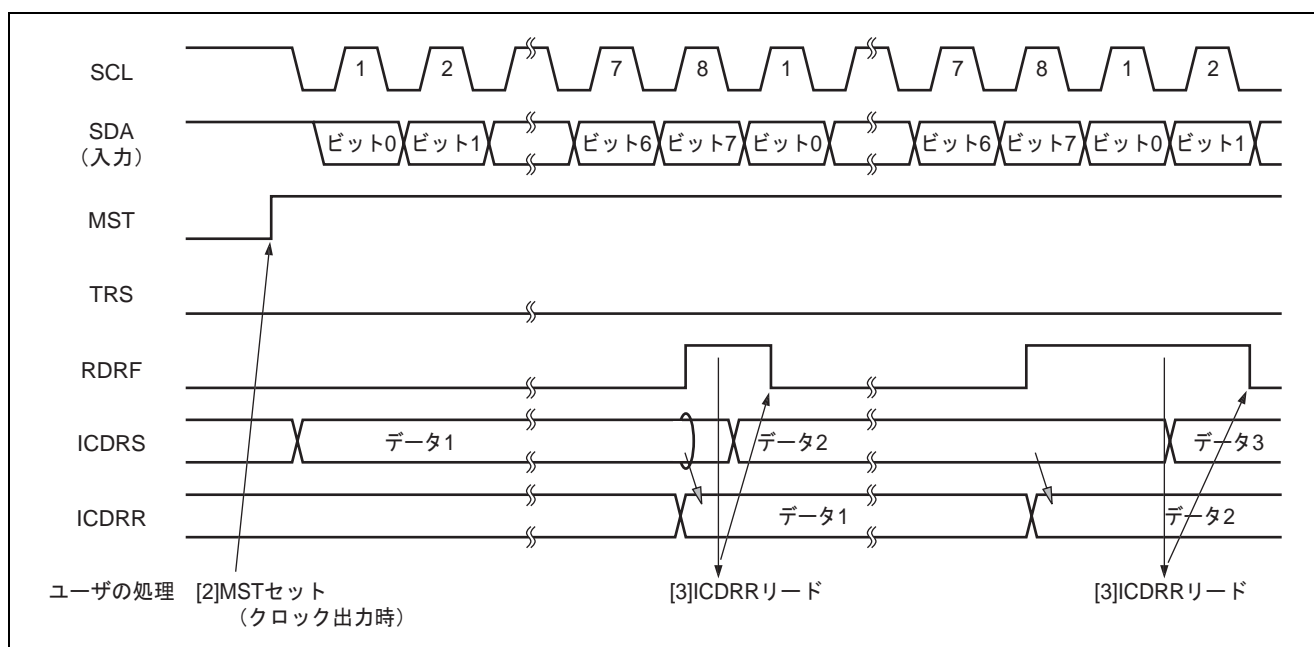 SCL 1 2 7 8 1 7 8 1 2
SDA
（入力）
ビット0 ビット1 ビット6 ビット7 ビット0 ビット6 ビット7 ビット0 ビット1
MST
TRS
RDRF
ICDRS データ1 データ2 データ3
ICDRR データ1 データ2
ユーザの処理 [2]MSTセット [3]ICDRRリード [3]ICDRRリード
（クロック出力時）